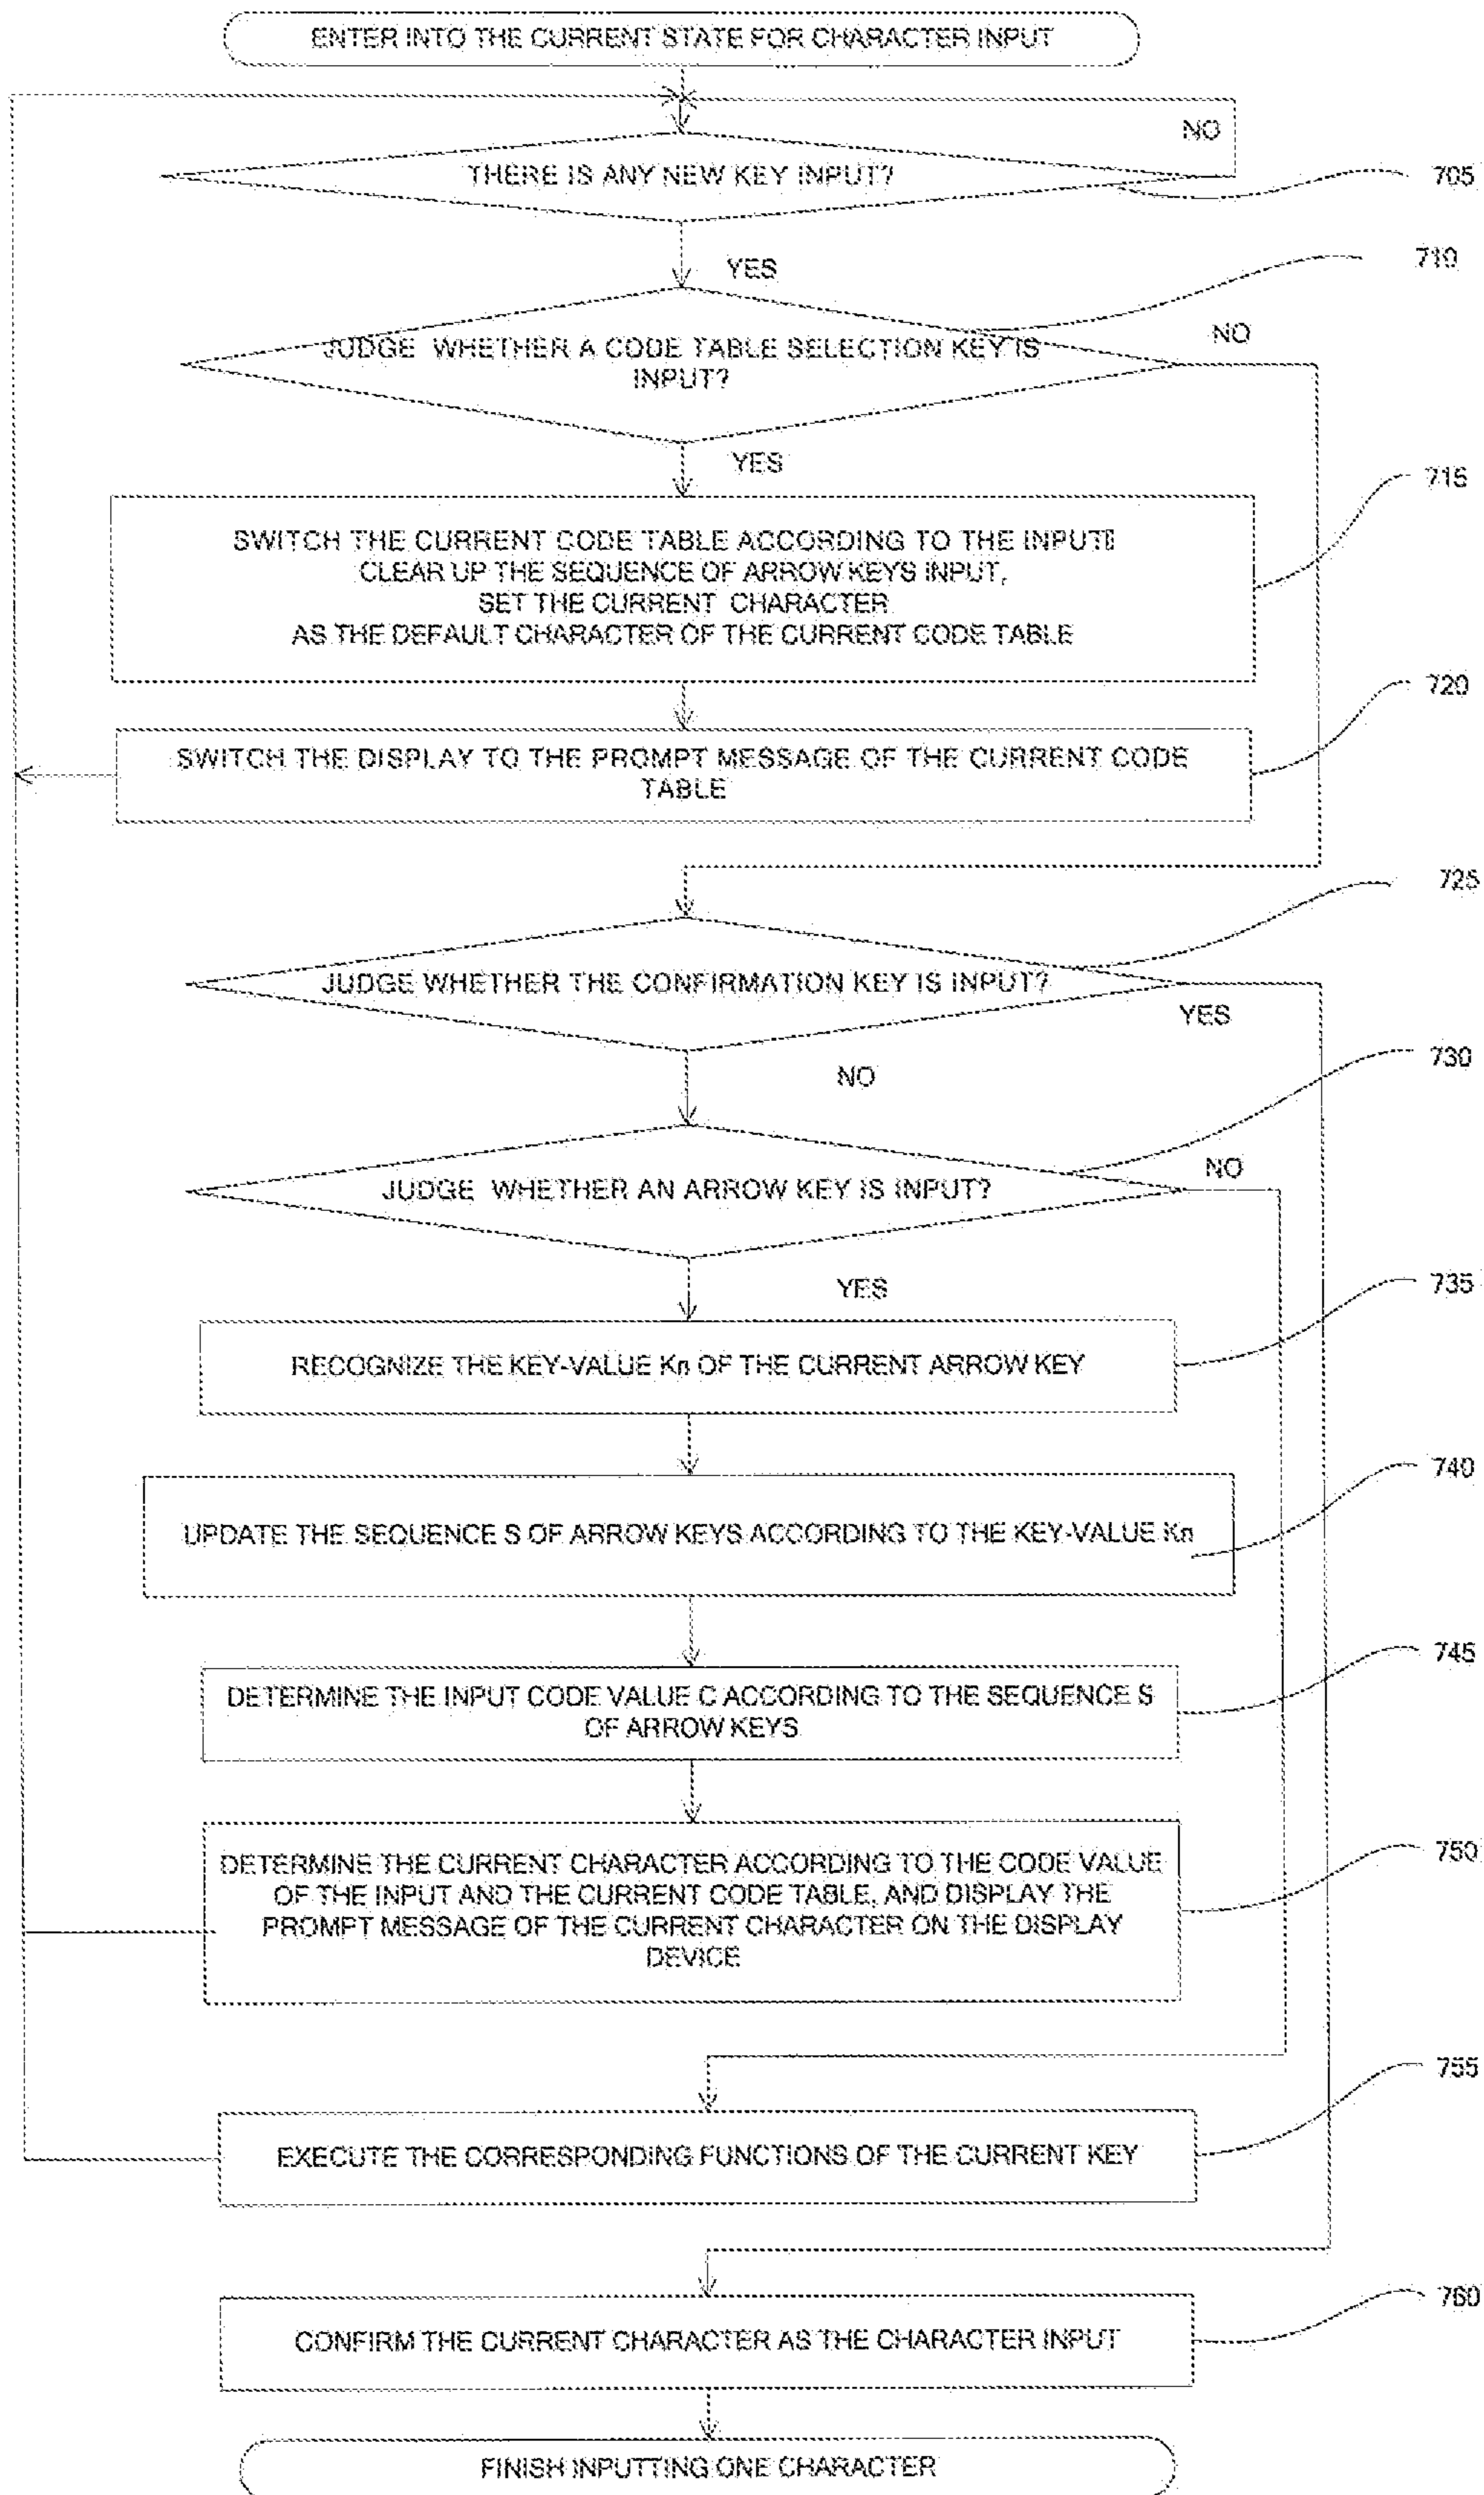 ENTER INTO THE CURRENT STATE FOR CHARACTER INPUT
NO
THERE IS ANY NEW KEY INPUT?
705
YES
710
JUDGE WHETHER A CODE TABLE SELECTION KEY IS
INPUT?
NO
YES
715
SWITCH THE CURRENT CODE TABLE ACCORDING TO THE INPUT
CLEAR UP THE SEQUENCE OF ARROW KEYS INPUT,
SET THE CURRENT CHARACTER
AS THE DEFAULT CHARACTER OF THE CURRENT CODE TABLE
720
SWITCH THE DISPLAY TO THE PROMPT MESSAGE OF THE CURRENT CODE
TABLE
725
JUDGE WHETHER THE CONFIRMATION KEY IS INPUT?
YES
NO
730
JUDGE WHETHER AN ARROW KEY IS INPUT?
NO
YES
735
RECOGNIZE THE KEY-VALUE Kn OF THE CURRENT ARROW KEY
740
UPDATE THE SEQUENCE S OF ARROW KEYS ACCORDING TO THE KEY-VALUE Kn
745
DETERMINE THE INPUT CODE VALUE C ACCORDING TO THE SEQUENCE S
OF ARROW KEYS
750
DETERMINE THE CURRENT CHARACTER ACCORDING TO THE CODE VALUE
OF THE INPUT AND THE CURRENT CODE TABLE, AND DISPLAY THE
PROMPT MESSAGE OF THE CURRENT CHARACTER ON THE DISPLAY
DEVICE
755
EXECUTE THE CORRESPONDING FUNCTIONS OF THE CURRENT KEY
760
CONFIRM THE CURRENT CHARACTER AS THE CHARACTER INPUT
FINISH INPUTTING ONE CHARACTER